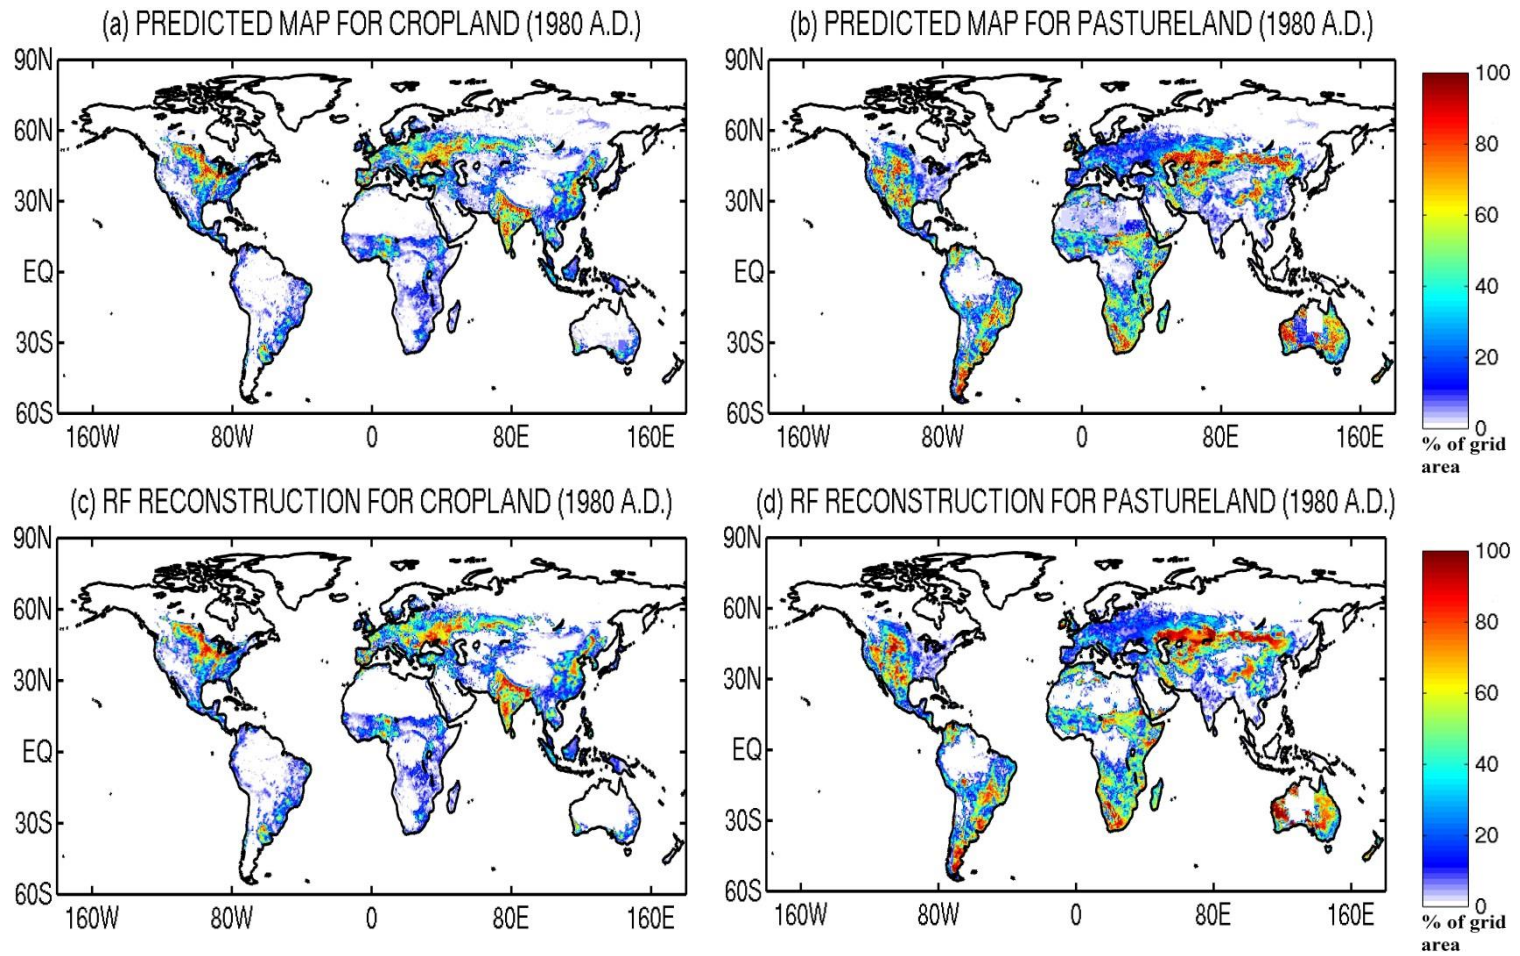 (a) PREDICTED MAP FOR CROPLAND (1980 A.D.)
90N
60N
30N
EQ
30S
60S
160W 80W 0 80E 160E
(b) PREDICTED MAP FOR PASTURELAND (1980 A.D.)
90N
60N
30N
EQ
30S
60S
160W 80W 0 80E 160E
100
80
60
40
20
0
% of grid
area
(c) RF RECONSTRUCTION FOR CROPLAND (1980 A.D.)
90N
60N
30N
EQ
30S
60S
160W 80W 0 80E 160E
(d) RF RECONSTRUCTION FOR PASTURELAND (1980 A.D.)
90N
60N
30N
EQ
30S
60S
160W 80W 0 80E 160E
100
80
60
40
20
0
% of grid
area